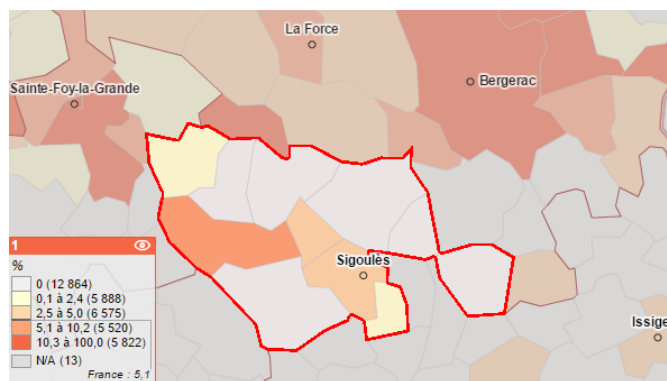 La Force
Sainte-Foy-la-Grande
Bergerac
Sigoulès
1
%
0 (12 864)
0,1 à 2,4 (5 888)
2,5 à 5,0 (6 575)
5,1 à 10,2 (5 520)
10,3 à 100,0 (5 822)
N/A (13)
France : 5,1
Issige